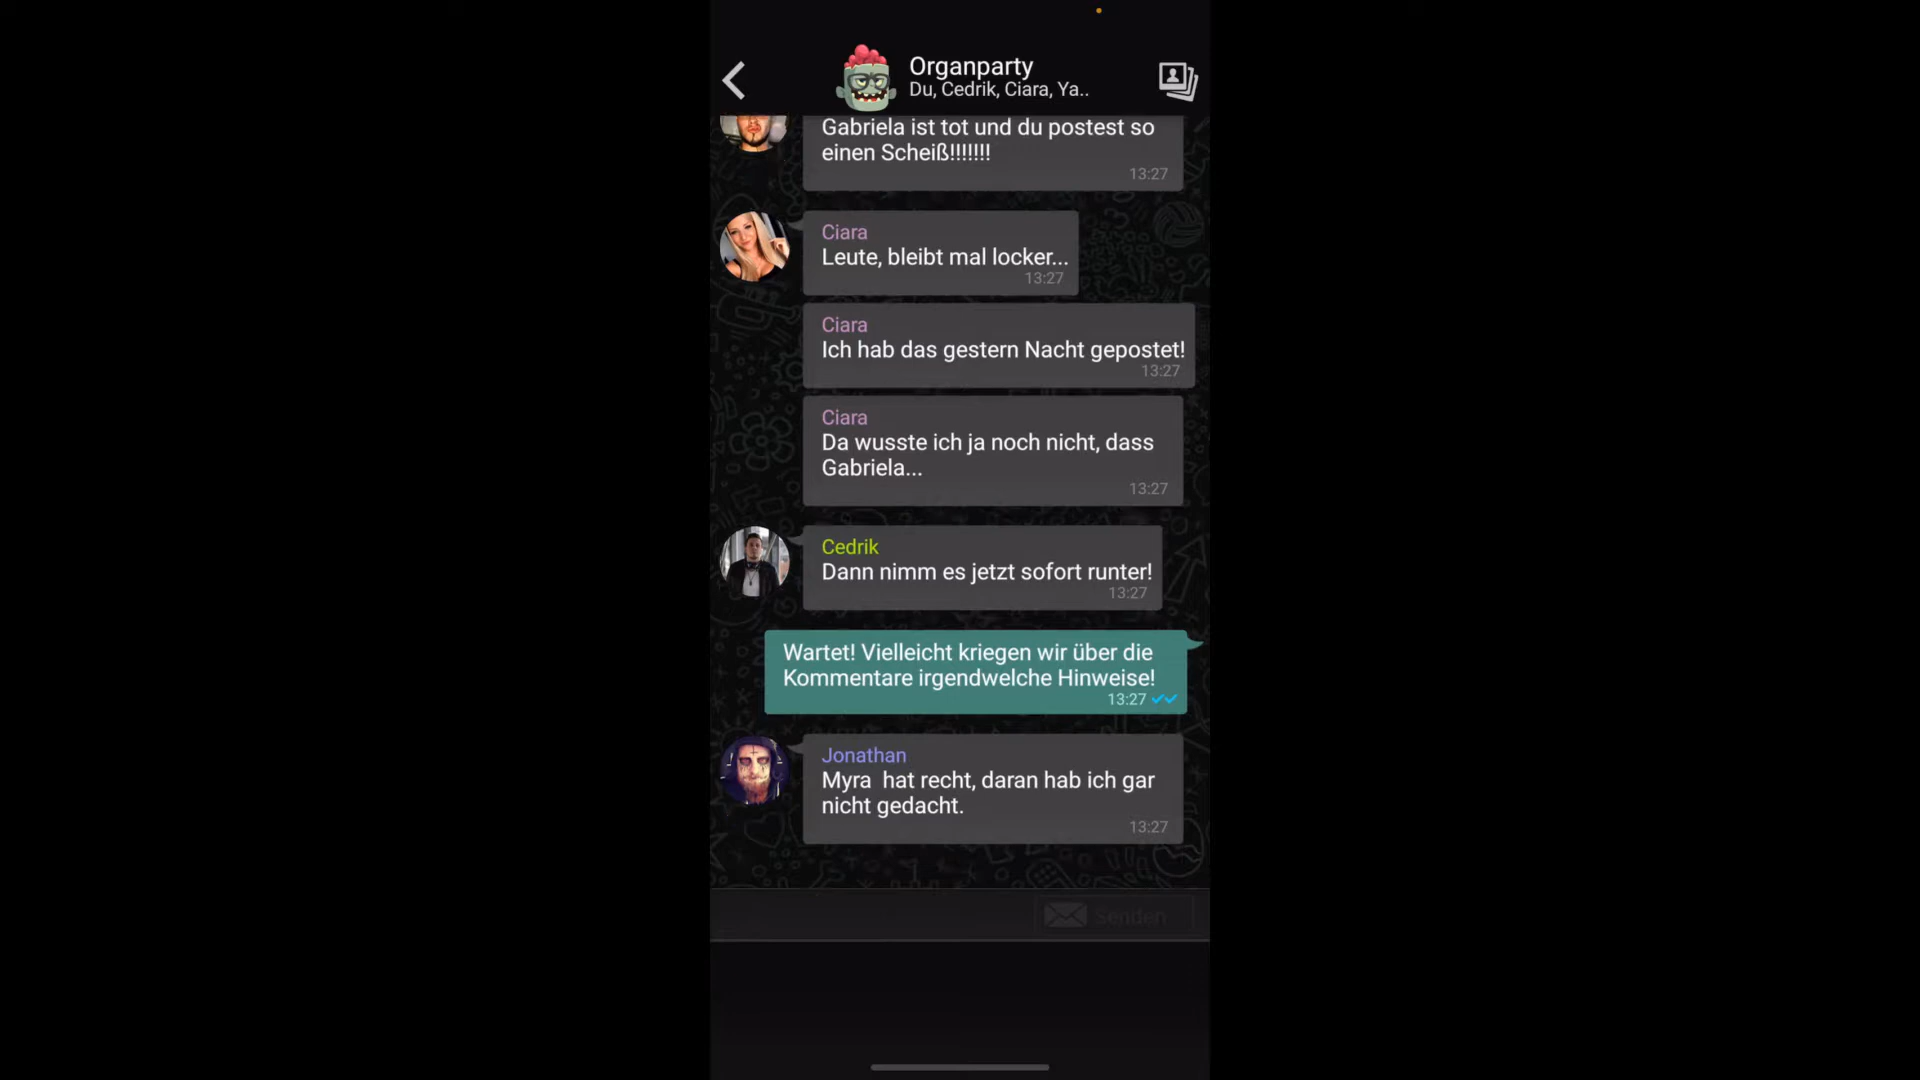 Organparty
Du, Cedrik, Ciara, Ya..
Gabriela ist tot und du postest so
einen Scheiß!!!!!!!
13:27
Ciara
Leute, bleibt mal locker...
13:27
Ciara
Ich hab das gestern Nacht gepostet!
13:27
Ciara
Da wusste ich ja noch nicht, dass
Gabriela...
13:27
Cedrik
Dann nimm es jetzt sofort runter!
13:27
Wartet! Vielleicht kriegen wir über die
Kommentare irgendwelche Hinweise!
13:27
Jonathan
Myra  hat recht, daran hab ich gar
nicht gedacht.
13:27
Senden